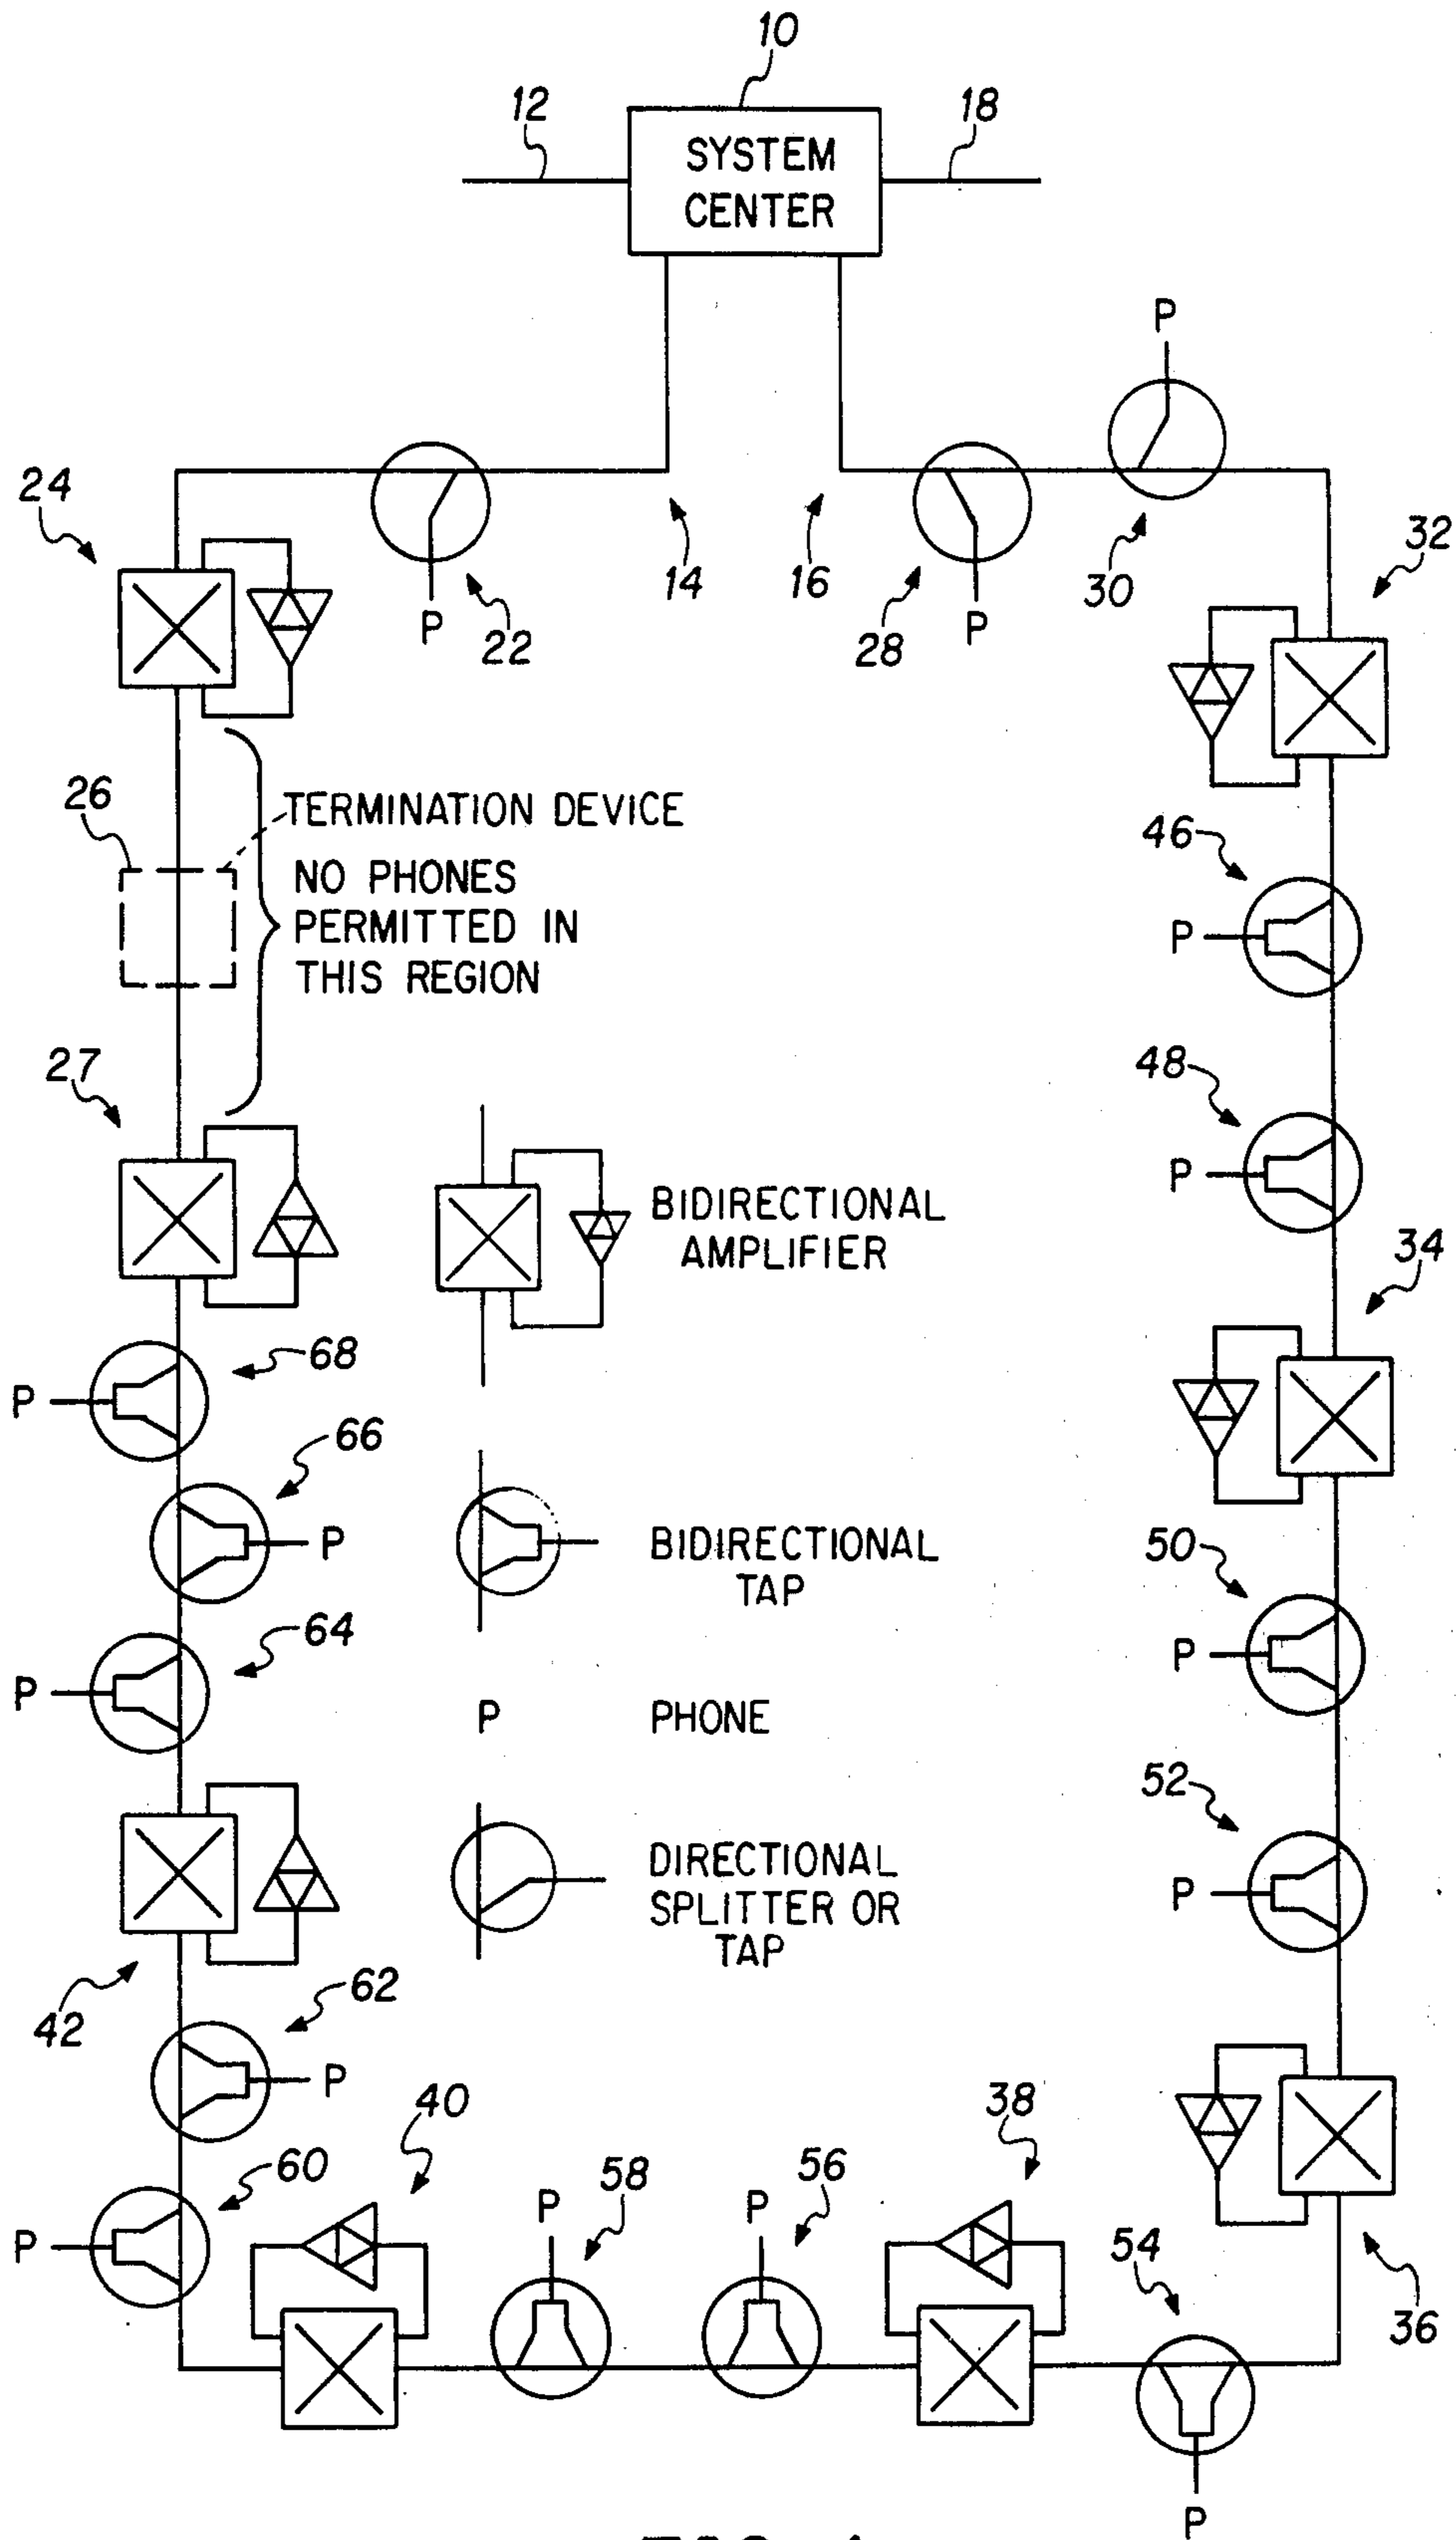 10
12
18
SYSTEM
CENTER
P
24
14
16
30
32
P
22
28
P
26
TERMINATION DEVICE
46
NO PHONES
PERMITTED IN
THIS REGION
P
27
48
P
BIDIRECTIONAL
AMPLIFIER
34
68
P
66
50
P
BIDIRECTIONAL
TAP
64
P
P
P
PHONE
52
DIRECTIONAL
SPLITTER OR
TAP
P
62
42
P
40
38
60
58
56
P
P
P
54
36
P